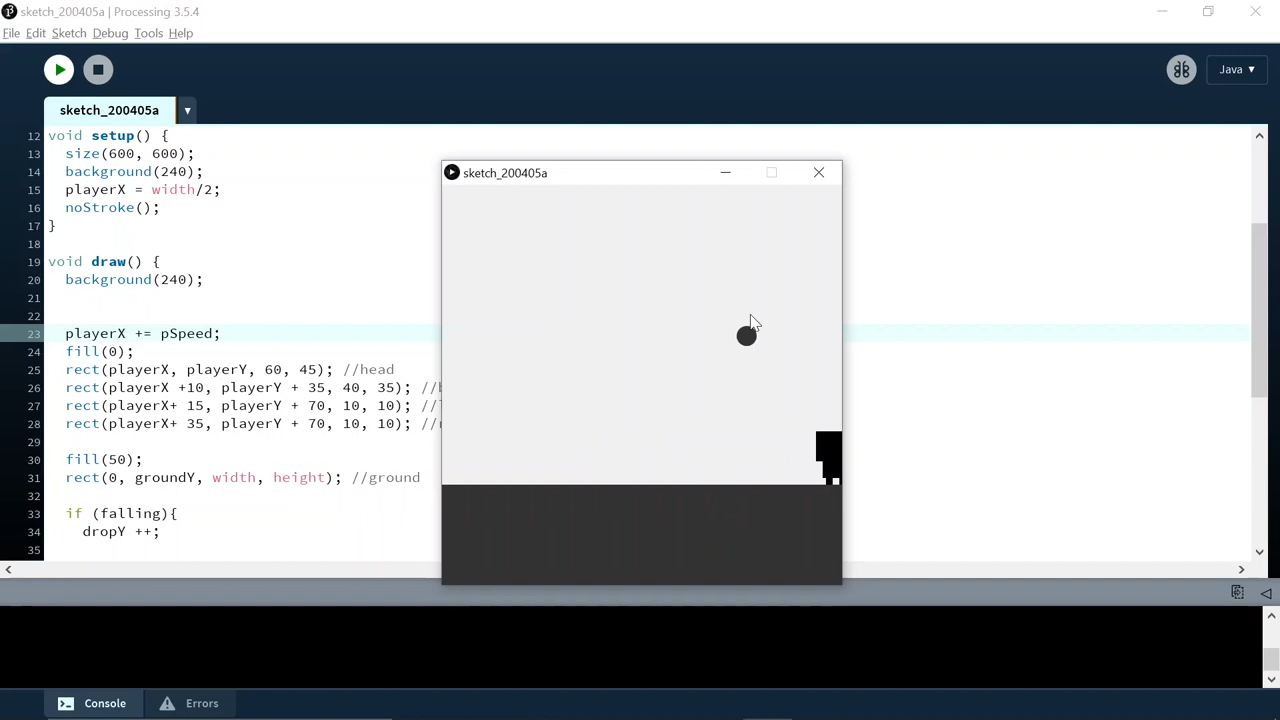 sketch_200405a | Processing 3.5.4
File Edit Sketch Debug Tools Help
Java ▾
sketch_200405a ▾
12 void setup() {
13 size(600, 600);
14 background(240);
15 playerX = width/2;
16 noStroke();
17 }
18
19 void draw() {
20 background(240);
21
22
23 playerX += pSpeed;
24 fill(0);
25 rect(playerX, playerY, 60, 45); //head
26 rect(playerX +10, playerY + 35, 40, 35); //
27 rect(playerX+ 15, playerY + 70, 10, 10); //
28 rect(playerX+ 35, playerY + 70, 10, 10); //
29
30 fill(50);
31 rect(0, groundY, width, height); //ground
32
33 if (falling){
34 dropY ++;
35
sketch_200405a
Console
Errors